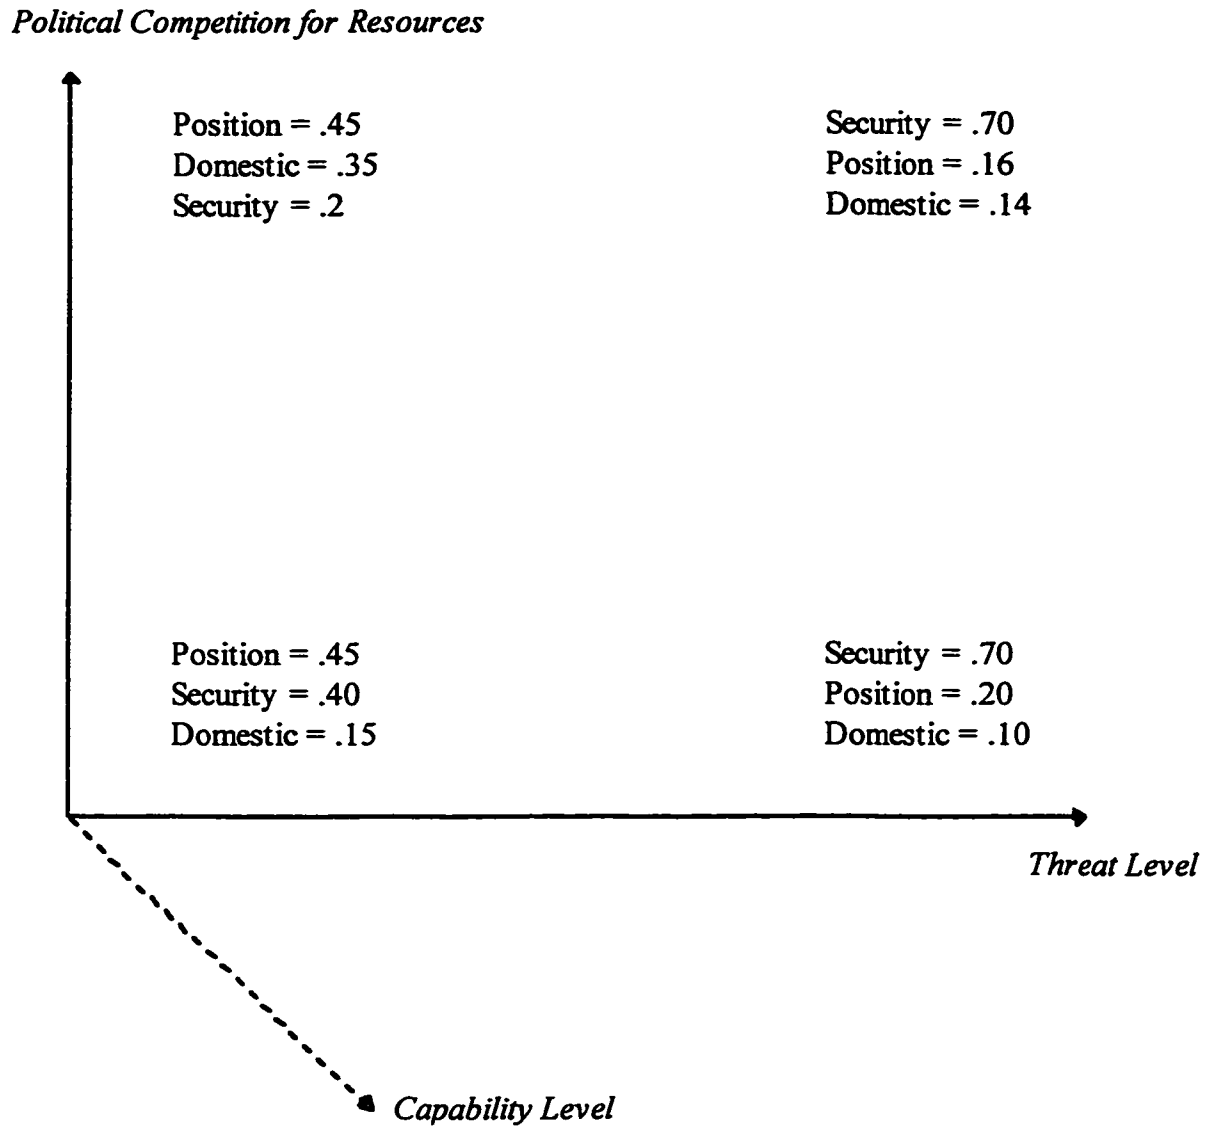 Political Competition for Resources
Position = .45
Domestic = .35
Security = .2
Security = .70
Position = .16
Domestic = .14
Position = .45
Security = .40
Domestic = .15
Security = .70
Position = .20
Domestic = .10
Threat Level
Capability Level